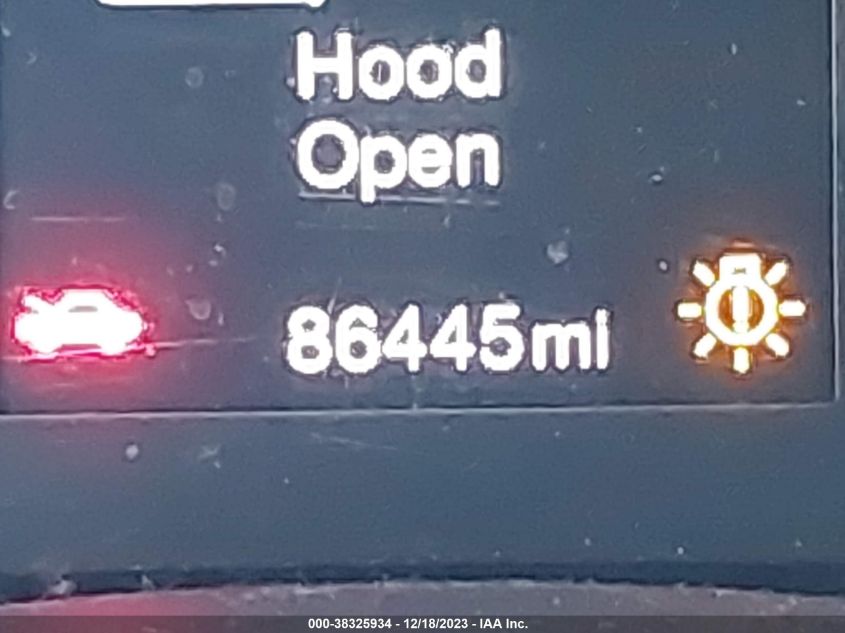 Hood
Open
86445mi
000-38325934 - 12/18/2023 - IAA Inc.